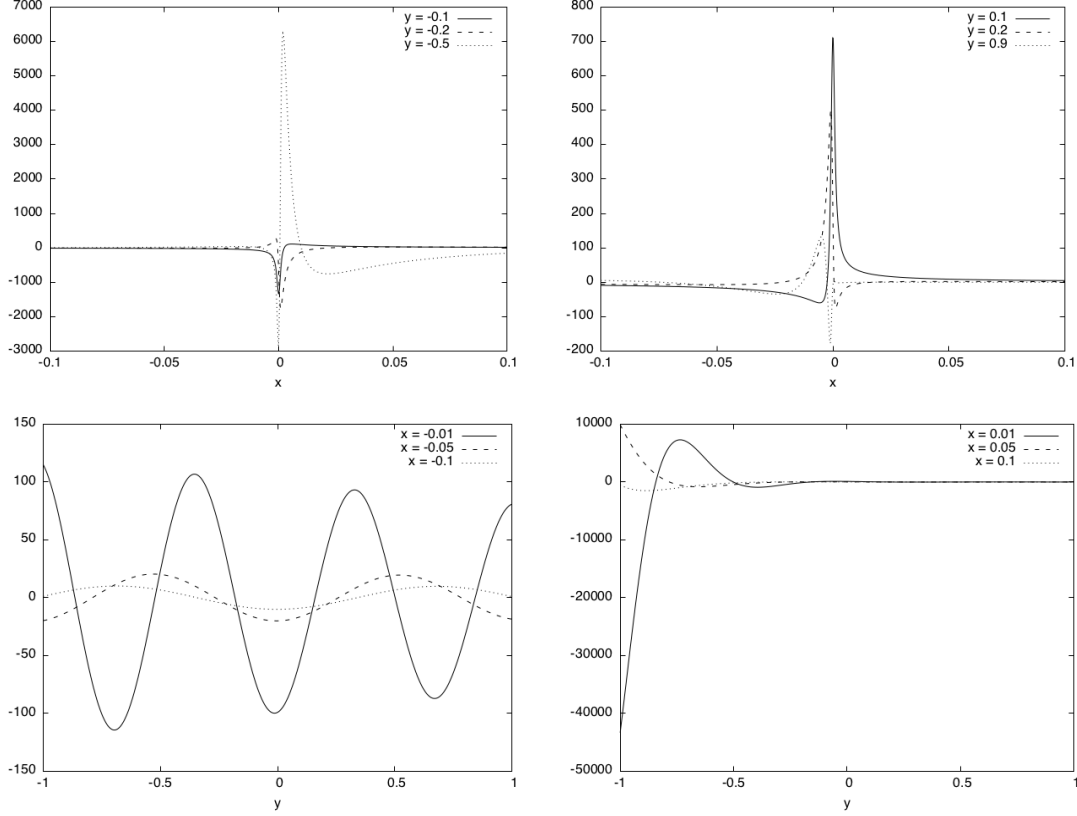 7000
6000
5000
4000
3000
2000
1000
0
-1000
-2000
-3000
-0.1 -0.05 0 0.05 0.1
x
y = -0.1
y = -0.2
y = -0.5
800
700
600
500
400
300
200
100
0
-100
-200
-0.1 -0.05 0 0.05 0.1
x
y = 0.1
y = 0.2
y = 0.9
150
100
50
0
-50
-100
-150
-1 -0.5 0 0.5 1
y
x = -0.01
x = -0.05
x = -0.1
10000
0
-10000
-20000
-30000
-40000
-50000
-1 -0.5 0 0.5 1
y
x = 0.01
x = 0.05
x = 0.1